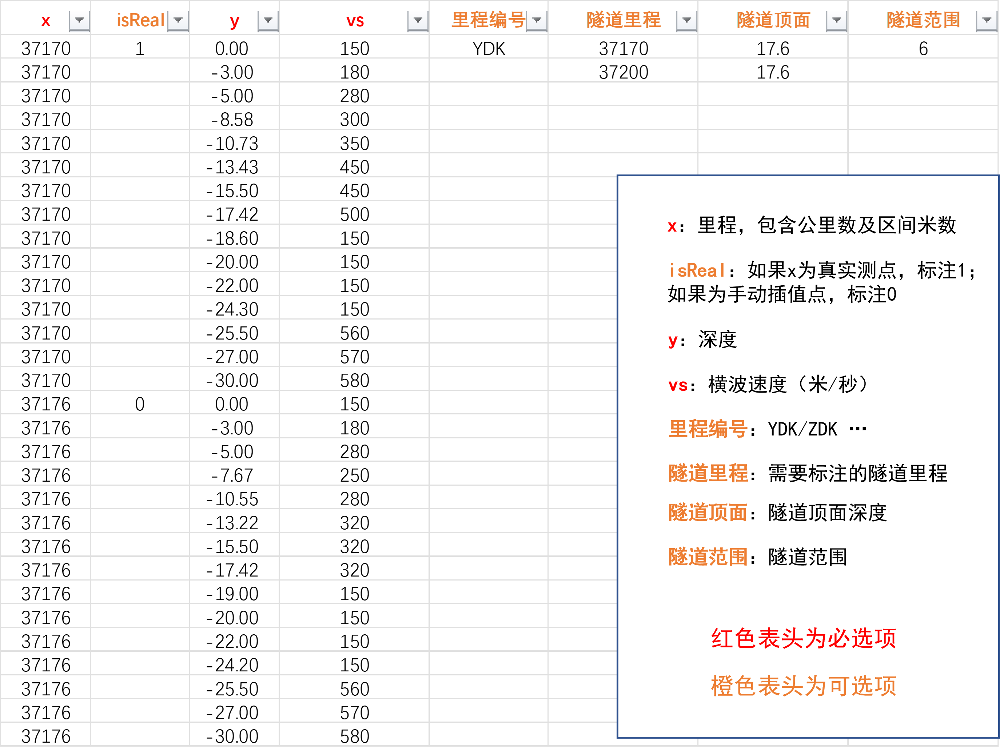 x isReal y vs 里程编号 隧道里程 隧道顶面 隧道范围
37170 1 0.00 150 YDK 37170 17.6 6
37170 -3.00 180 37200 17.6
37170 -5.00 280
37170 -8.58 300
37170 -10.73 350
37170 -13.43 450
37170 -15.50 450
37170 -17.42 500
37170 -18.60 150
37170 -20.00 150
37170 -22.00 150
37170 -24.30 150
37170 -25.50 560
37170 -27.00 570
37170 -30.00 580
37176 0 0.00 150
37176 -3.00 180
37176 -5.00 280
37176 -7.67 250
37176 -10.55 280
37176 -13.22 320
37176 -15.50 320
37176 -17.42 320
37176 -19.00 150
37176 -20.00 150
37176 -22.00 150
37176 -24.20 150
37176 -25.50 560
37176 -27.00 570
37176 -30.00 580
x：里程，包含公里数及区间米数
isReal：如果x为真实测点，标注1；
如果为手动插值点，标注0
y：深度
vs：横波速度（米/秒）
里程编号：YDK/ZDK …
隧道里程：需要标注的隧道里程
隧道顶面：隧道顶面深度
隧道范围：隧道范围
红色表头为必选项
橙色表头为可选项